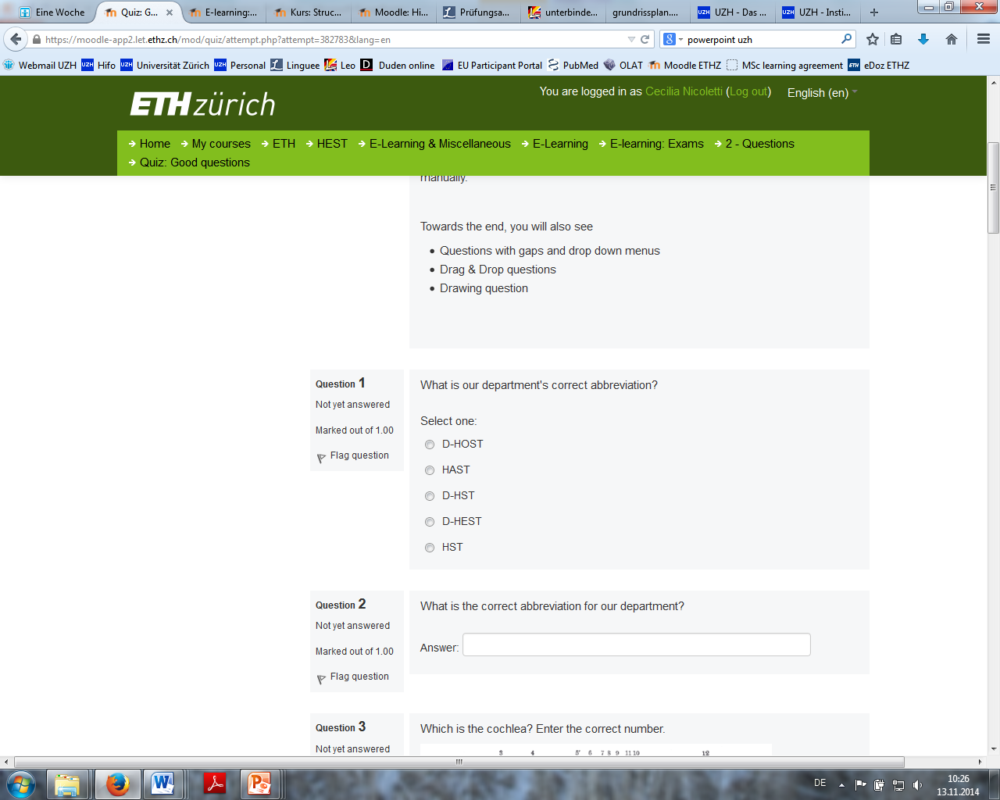 Eine Woche
Quiz: G...
E-learning:...
Kurs: Struc...
Moodle: Hi...
Prüfungsa...
unterbinde...
grundrissplan....
UZH - Das ...
UZH - Insti...
https://moodle-app2.let.ethz.ch/mod/quiz/attempt.php?attempt=382783&lang=en
powerpoint uzh
Webmail UZH
UZH Hifo
UZH Universität Zürich
UZH Personal
Linguee
Leo
D Duden online
EU Participant Portal
PubMed
OLAT
Moodle ETHZ
MSc learning agreement
ETH eDoz ETHZ
ETH zürich
You are logged in as Cecilia Nicoletti (Log out)
English (en)
Home
My courses
ETH
HEST
E-Learning & Miscellaneous
E-Learning
E-learning: Exams
2 - Questions
Quiz: Good questions
manually.
Towards the end, you will also see
Questions with gaps and drop down menus
Drag & Drop questions
Drawing question
Question 1
Not yet answered
Marked out of 1.00
Flag question
What is our department's correct abbreviation?
Select one:
D-HOST
HAST
D-HST
D-HEST
HST
Question 2
Not yet answered
Marked out of 1.00
Flag question
What is the correct abbreviation for our department?
Answer:
Question 3
Not yet answered
Which is the cochlea? Enter the correct number.
3 4 5' 6 7 8 9 11 10 12
DE
10:26
13.11.2014